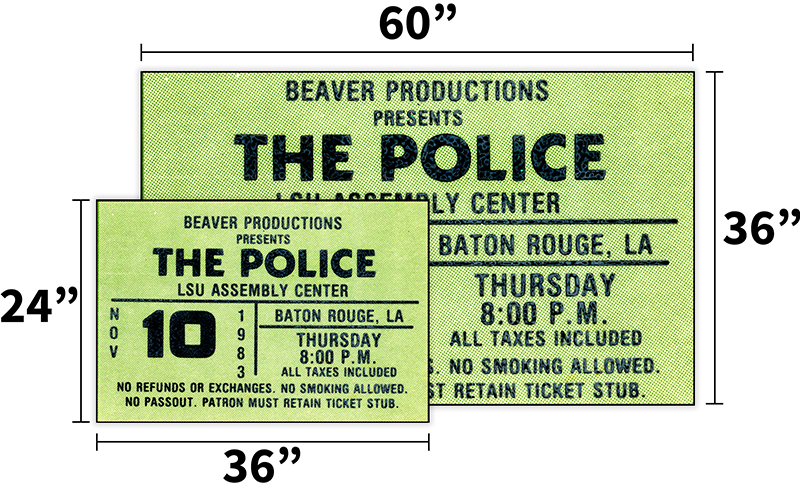 60”
BEAVER PRODUCTIONS
PRESENTS
THE POLICE
LSU ASSEMBLY CENTER
BATON ROUGE, LA
THURSDAY
8:00 P.M.
ALL TAXES INCLUDED
S. NO SMOKING ALLOWED.
ST RETAIN TICKET STUB.
36”
24”
BEAVER PRODUCTIONS
PRESENTS
THE POLICE
LSU ASSEMBLY CENTER
NOV 10 1983
BATON ROUGE, LA
THURSDAY
8:00 P.M.
ALL TAXES INCLUDED
NO REFUNDS OR EXCHANGES. NO SMOKING ALLOWED.
NO PASSOUT. PATRON MUST RETAIN TICKET STUB.
36”